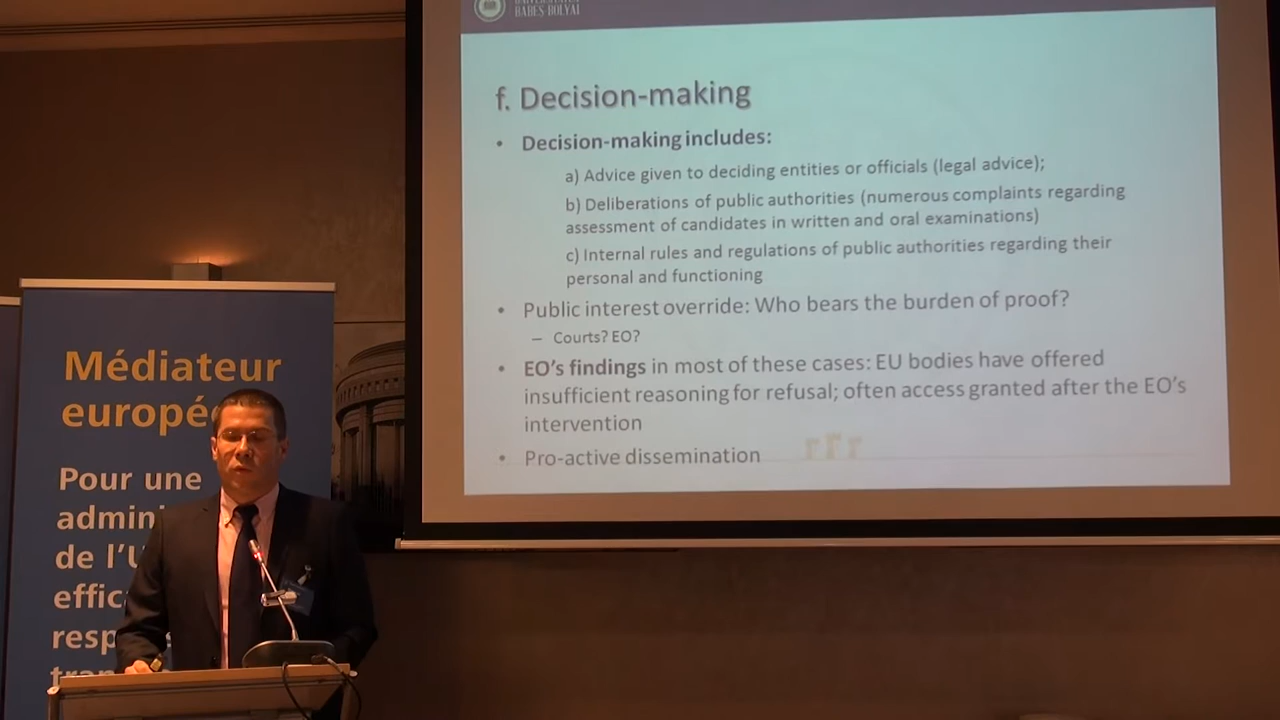 BABEȘ-BOLYAI
f. Decision-making
• Decision-making includes:
a) Advice given to deciding entities or officials (legal advice);
b) Deliberations of public authorities (numerous complaints regarding
assessment of candidates in written and oral examinations)
c) Internal rules and regulations of public authorities regarding their
personal and functioning
• Public interest override: Who bears the burden of proof?
– Courts? EO?
• EO's findings in most of these cases: EU bodies have offered
insufficient reasoning for refusal; often access granted after the EO's
intervention
• Pro-active dissemination
Médiateur
europé
Pour une
admini
de l'U
effic
resp